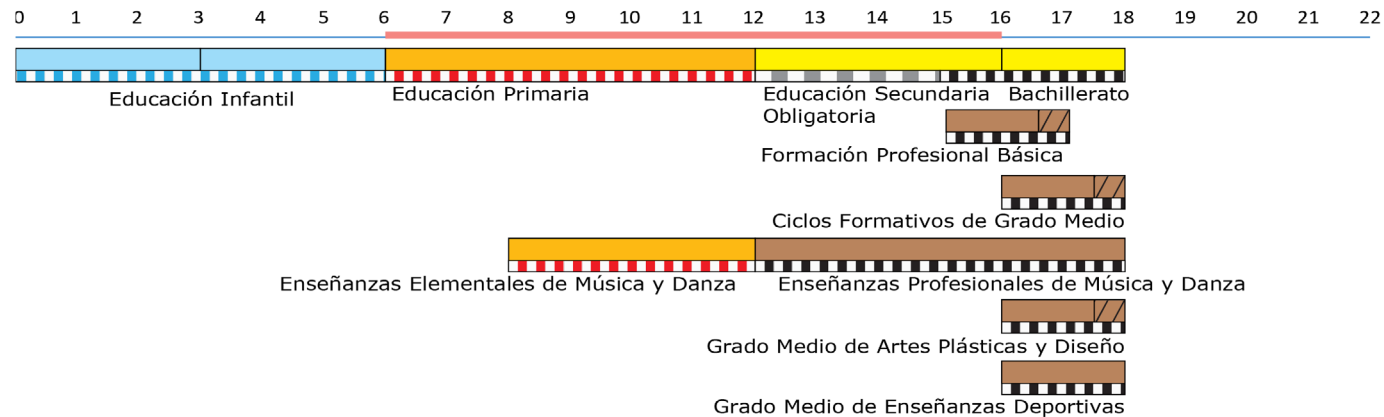 0 1 2 3 4 5 6 7 8 9 10 11 12 13 14 15 16 17 18 19 20 21 22
Educación Infantil Educación Primaria Educación Secundaria Bachillerato
Obligatoria
Formación Profesional Básica
Ciclos Formativos de Grado Medio
Enseñanzas Elementales de Música y Danza Enseñanzas Profesionales de Música y Danza
Grado Medio de Artes Plásticas y Diseño
Grado Medio de Enseñanzas Deportivas